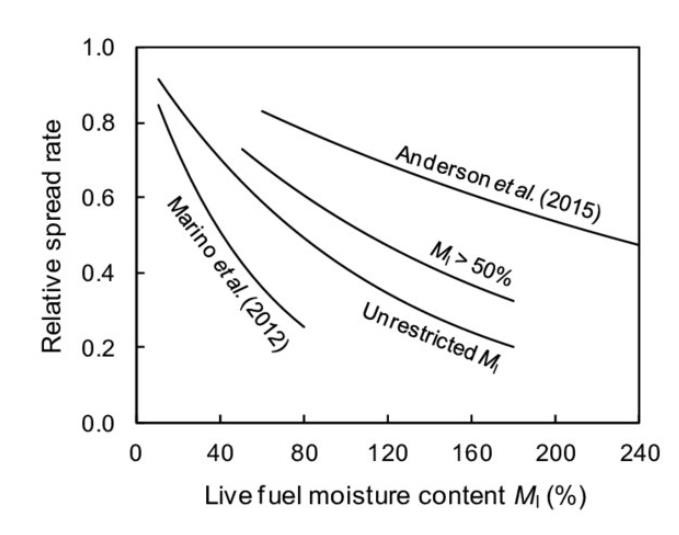 1.0
0.8
0.6
0.4
0.2
0.0
0 40 80 120 160 200 240
Relative spread rate
Live fuel moisture content Ml (%)
Anderson et al. (2015)
Ml > 50%
Unrestricted Ml
Marino et al. (2012)